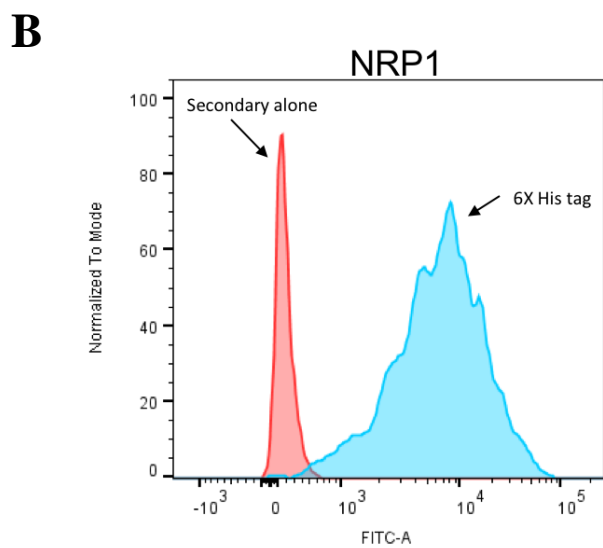 B
NRP1
Secondary alone
6X His tag
Normalized To Mode
100
80
60
40
20
0
-10³
0
10³
10⁴
10⁵
FITC-A